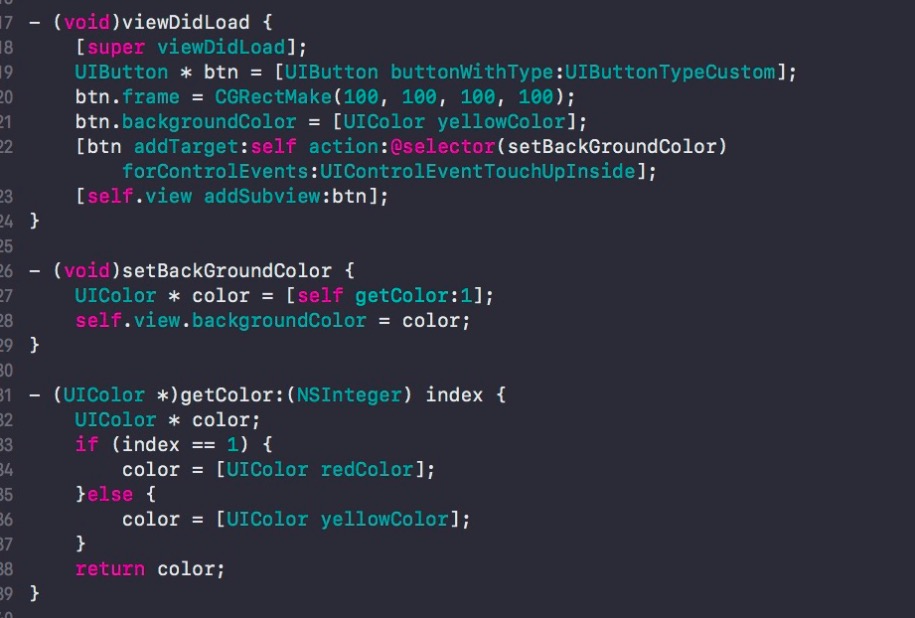 17 - (void)viewDidLoad {
18     [super viewDidLoad];
19     UIButton * btn = [UIButton buttonWithType:UIButtonTypeCustom];
20     btn.frame = CGRectMake(100, 100, 100, 100);
21     btn.backgroundColor = [UIColor yellowColor];
22     [btn addTarget:self action:@selector(setBackGroundColor)
            forControlEvents:UIControlEventTouchUpInside];
23     [self.view addSubview:btn];
24 }
25
26 - (void)setBackGroundColor {
27     UIColor * color = [self getColor:1];
28     self.view.backgroundColor = color;
29 }
30
31 - (UIColor *)getColor:(NSInteger) index {
32     UIColor * color;
33     if (index == 1) {
34         color = [UIColor redColor];
35     }else {
36         color = [UIColor yellowColor];
37     }
38     return color;
39 }